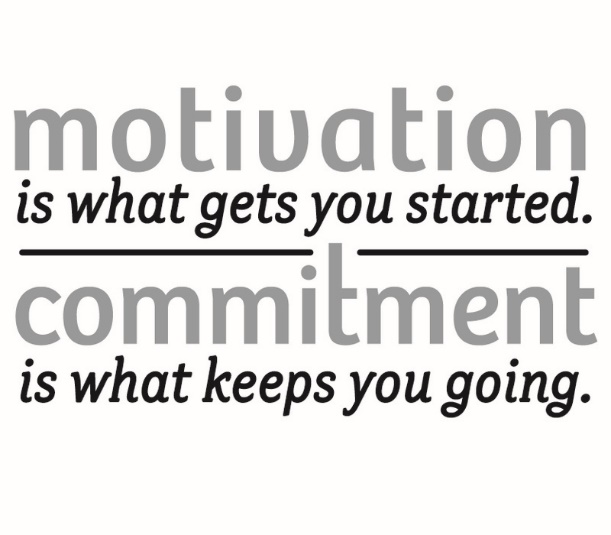 motivation
is what gets you started.
commitment
is what keeps you going.